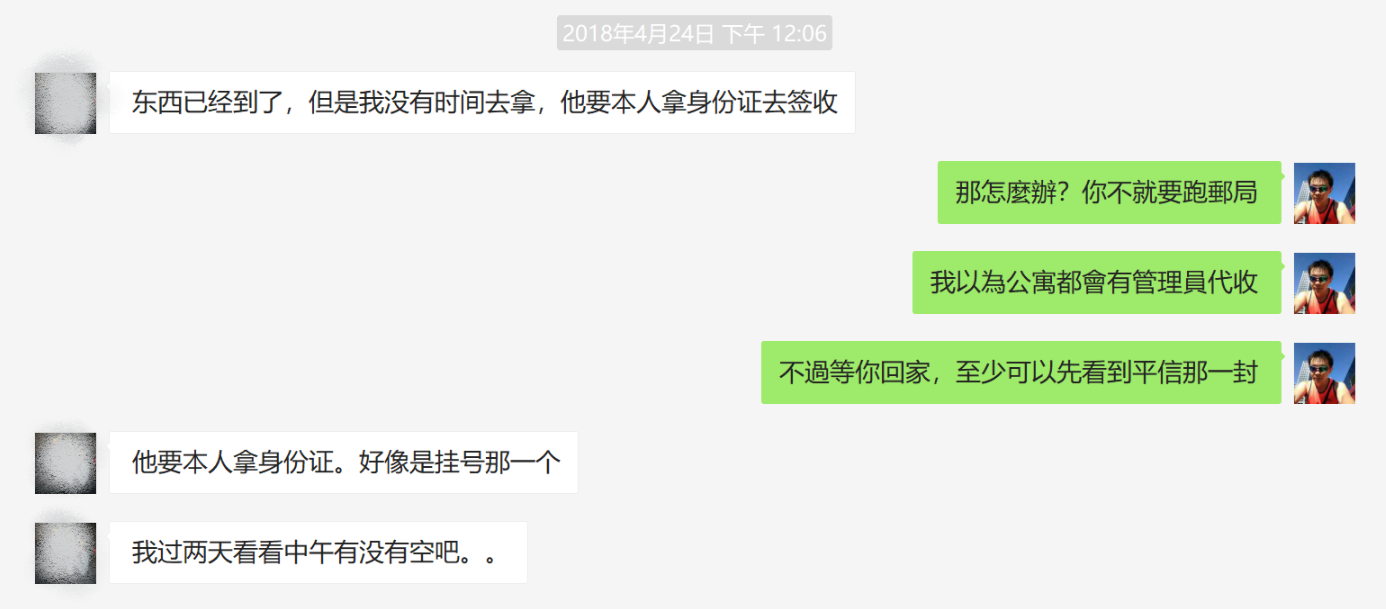 2018年4月24日 下午 12:06
东西已经到了，但是我没有时间去拿，他要本人拿身份证去签收
那怎麼辦？你不就要跑郵局
我以為公寓都會有管理員代收
不過等你回家，至少可以先看到平信那一封
他要本人拿身份证。好像是挂号那一个
我过两天看看中午有没有空吧。。